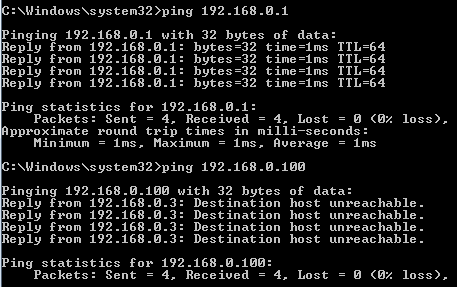 C:\Windows\system32>ping 192.168.0.1
Pinging 192.168.0.1 with 32 bytes of data:
Reply from 192.168.0.1: bytes=32 time=1ms TTL=64
Reply from 192.168.0.1: bytes=32 time=1ms TTL=64
Reply from 192.168.0.1: bytes=32 time=1ms TTL=64
Reply from 192.168.0.1: bytes=32 time=1ms TTL=64
Ping statistics for 192.168.0.1:
Packets: Sent = 4, Received = 4, Lost = 0 (0% loss),
Approximate round trip times in milli-seconds:
Minimum = 1ms, Maximum = 1ms, Average = 1ms
C:\Windows\system32>ping 192.168.0.100
Pinging 192.168.0.100 with 32 bytes of data:
Reply from 192.168.0.3: Destination host unreachable.
Reply from 192.168.0.3: Destination host unreachable.
Reply from 192.168.0.3: Destination host unreachable.
Reply from 192.168.0.3: Destination host unreachable.
Ping statistics for 192.168.0.100:
Packets: Sent = 4, Received = 4, Lost = 0 (0% loss),